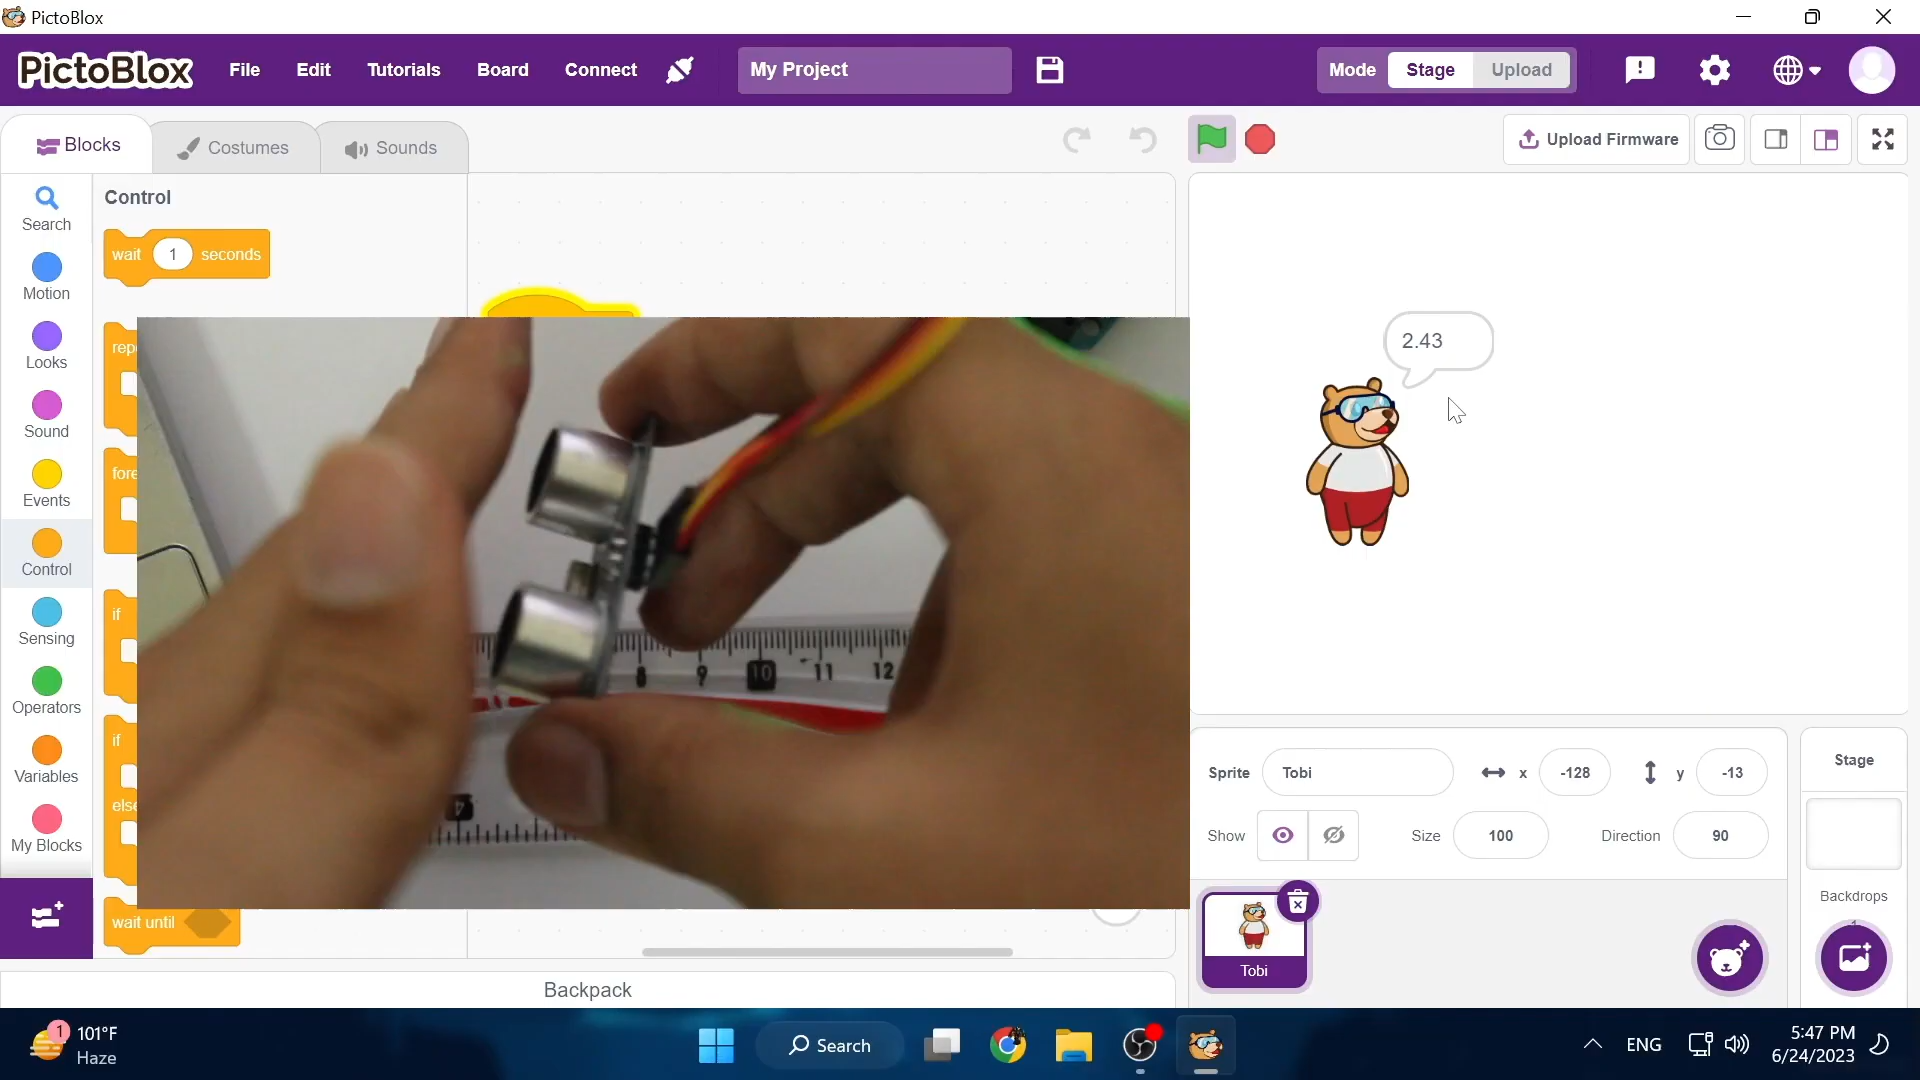 PictoBlox
PictoBlox
File
Edit
Tutorials
Board
Connect
My Project
Mode
Stage
Upload
Blocks
Costumes
Sounds
Upload Firmware
Search
Motion
Looks
Sound
Events
Control
Sensing
Operators
Variables
My Blocks
Control
wait 1 seconds
rep
fore
if
if
else
wait until
8 9 10 11 12
4
2.43
Sprite
Tobi
x
-128
y
-13
Show
Size
100
Direction
90
Tobi
Stage
Backdrops
1
Backpack
1
101°F
Haze
Search
ENG
5:47 PM
6/24/2023